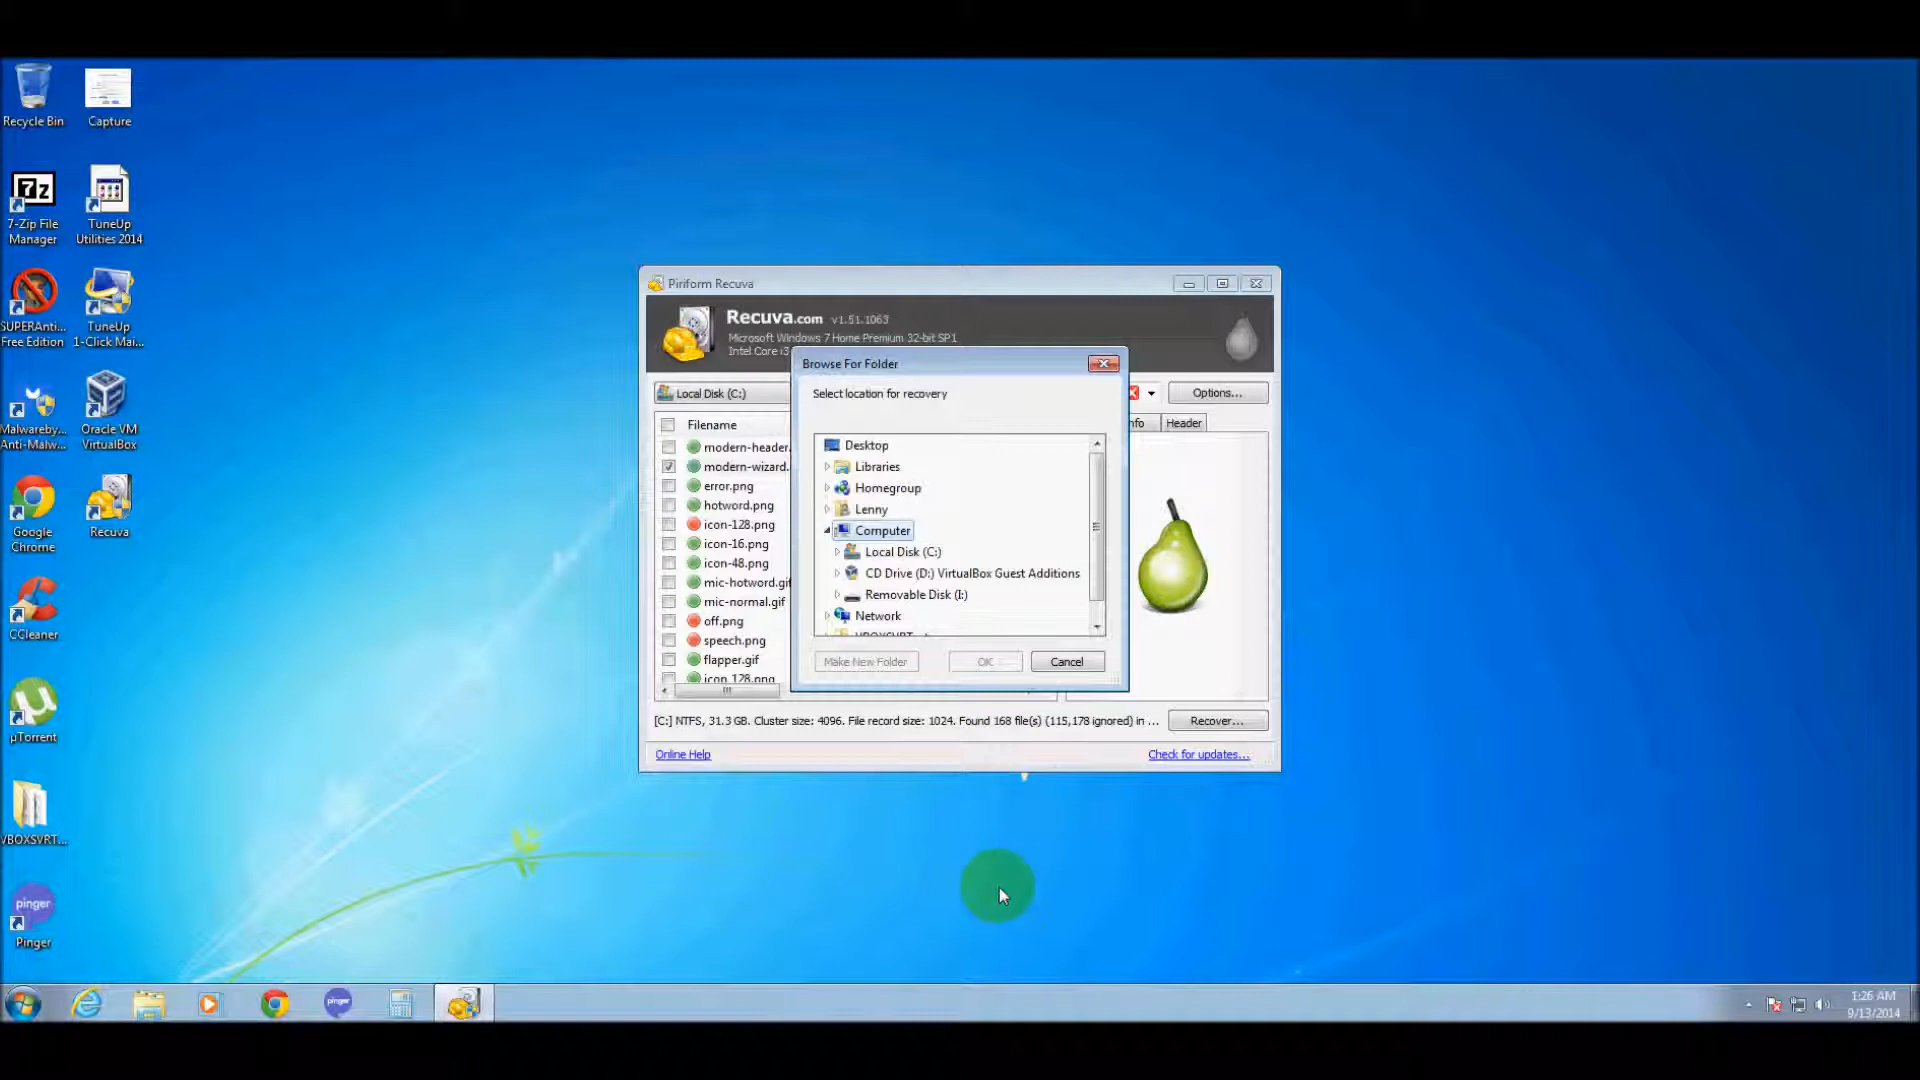 Recycle Bin
Capture
7-Zip File
Manager
TuneUp
Utilities 2014
SUPERAnti...
Free Edition
TuneUp
1-Click Mai...
Malwareby...
Anti-Malw...
Oracle VM
VirtualBox
Google
Chrome
Recuva
CCleaner
µTorrent
VBOXSVRT...
pinger
Pinger
Piriform Recuva
Recuva.com v1.51.1063
Microsoft Windows 7 Home Premium 32-bit SP1
Intel Core i3
Local Disk (C:)
Options...
Filename
nfo
Header
modern-header.
modern-wizard.
error.png
hotword.png
icon-128.png
icon-16.png
icon-48.png
mic-hotword.gif
mic-normal.gif
off.png
speech.png
flapper.gif
icon_128.png
Browse For Folder
Select location for recovery
Desktop
Libraries
Homegroup
Lenny
Computer
Local Disk (C:)
CD Drive (D:) VirtualBox Guest Additions
Removable Disk (I:)
Network
Make New Folder
OK
Cancel
[C:] NTFS, 31.3 GB. Cluster size: 4096. File record size: 1024. Found 168 file(s) (115,178 ignored) in ...
Recover...
Online Help
Check for updates...
pinger
1:26 AM
9/13/2014